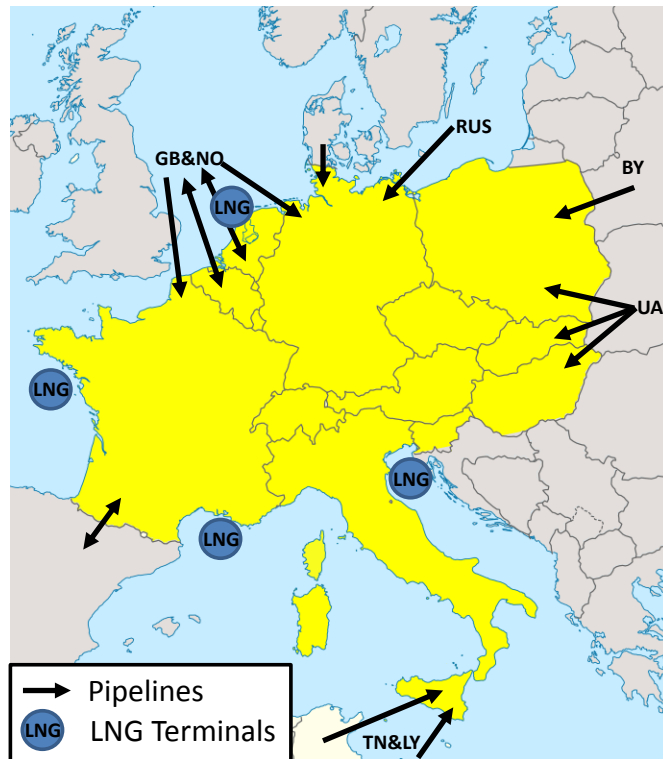 RUS
GB&NO
BY
LNG
UA
LNG
LNG
LNG
Pipelines
LNG LNG Terminals
TN&LY